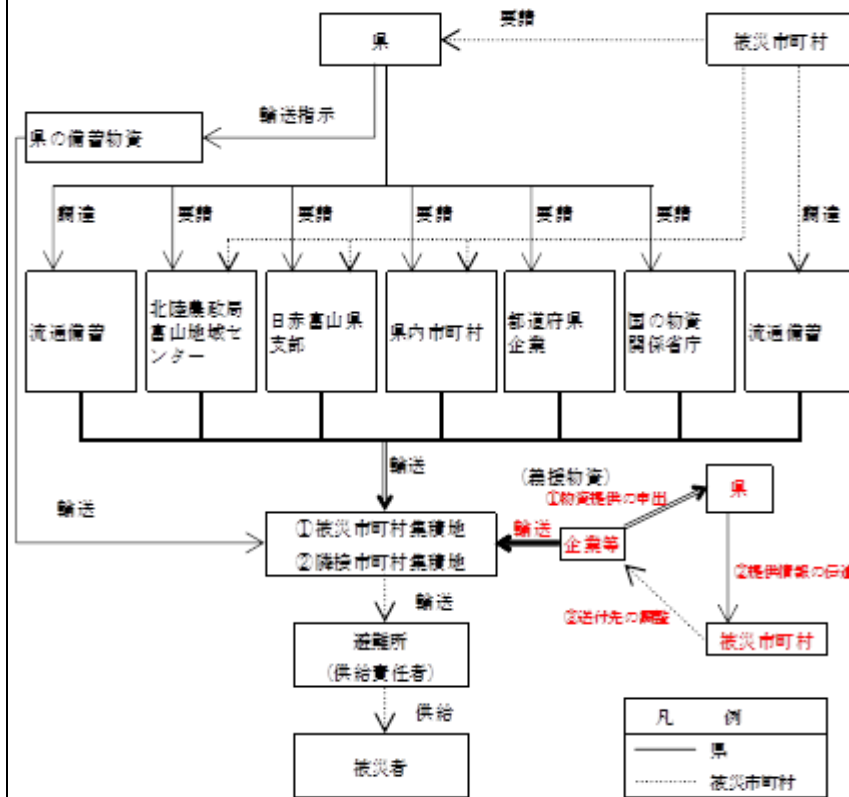 要請
県
被災市町村
輸送指示
県の備蓄物資
調達
要請
要請
要請
要請
要請
調達
流通備蓄
北陸農政局
富山地域セ
ンター
日赤富山県
支部
県内市町村
都道府県
企業
国の物資
関係省庁
流通備蓄
輸送
(義援物資)
①物資提供の申出
県
輸送
①被災市町村集積地
②隣接市町村集積地
輸送
企業等
②提供情報の伝達
輸送
③送付先の調整
被災市町村
避難所
(供給責任者)
供給
被災者
凡 例
県
被災市町村